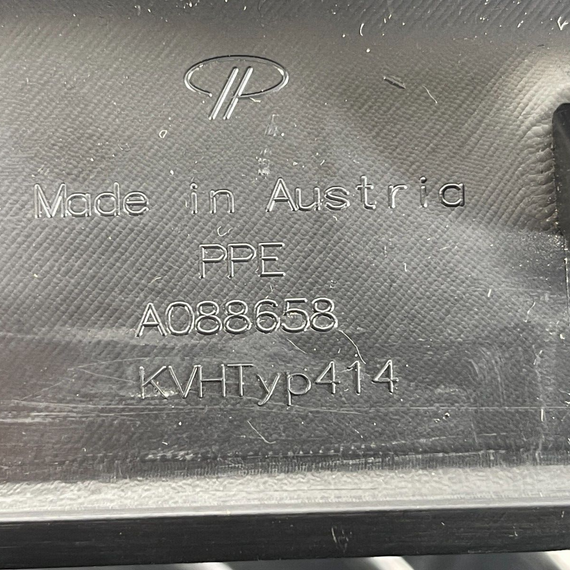 Made in Austria
PPE
A088658
KVHTyp414